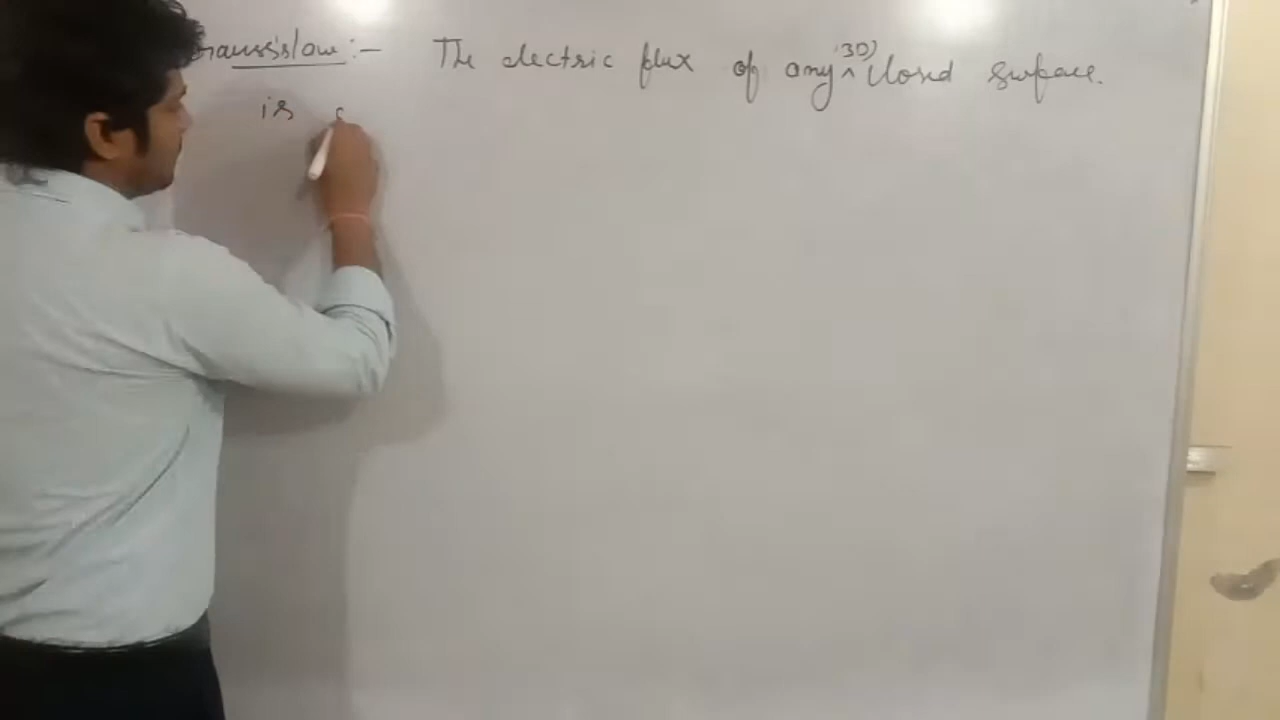 Gauss's law :- The electric flux of any ^(3D) closed surface.
is